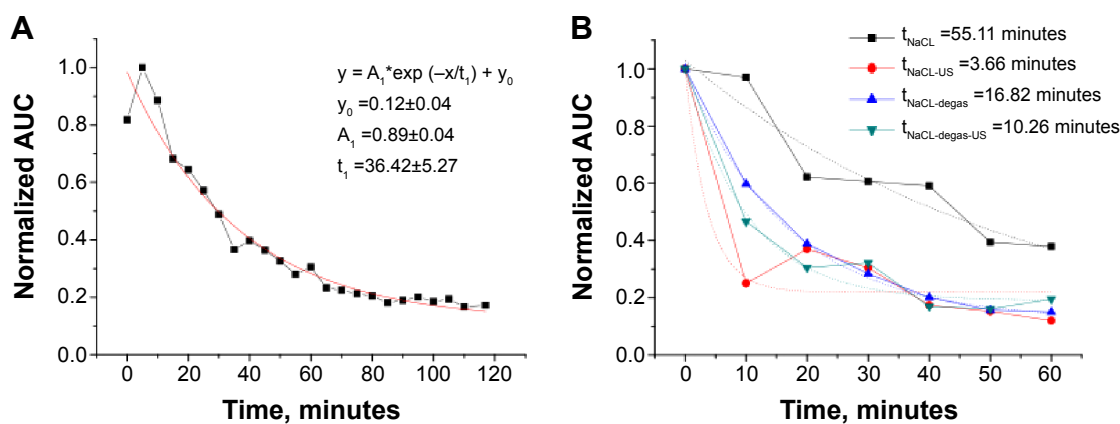 A
Normalized AUC
1.0
0.8
0.6
0.4
0.2
0.0
y = A₁*exp (–x/t₁) + y₀
y₀ =0.12±0.04
A₁ =0.89±0.04
t₁ =36.42±5.27
0 20 40 60 80 100 120
Time, minutes
B
Normalized AUC
1.0
0.8
0.6
0.4
0.2
0.0
t NaCL =55.11 minutes
t NaCL-US =3.66 minutes
t NaCL-degas =16.82 minutes
t NaCL-degas-US =10.26 minutes
0 10 20 30 40 50 60
Time, minutes